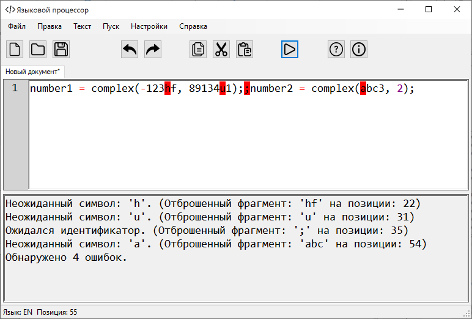 Языковой процессор
Файл Правка Текст Пуск Настройки Справка
Новый документ*
1 number1 = complex(-123hf, 89134u1);;number2 = complex(abc3, 2);
Неожиданный символ: 'h'. (Отброшенный фрагмент: 'hf' на позиции: 22)
Неожиданный символ: 'u'. (Отброшенный фрагмент: 'u' на позиции: 31)
Ожидался идентификатор. (Отброшенный фрагмент: ';' на позиции: 35)
Неожиданный символ: 'a'. (Отброшенный фрагмент: 'abc' на позиции: 54)
Обнаружено 4 ошибок.
Язык: EN Позиция: 55